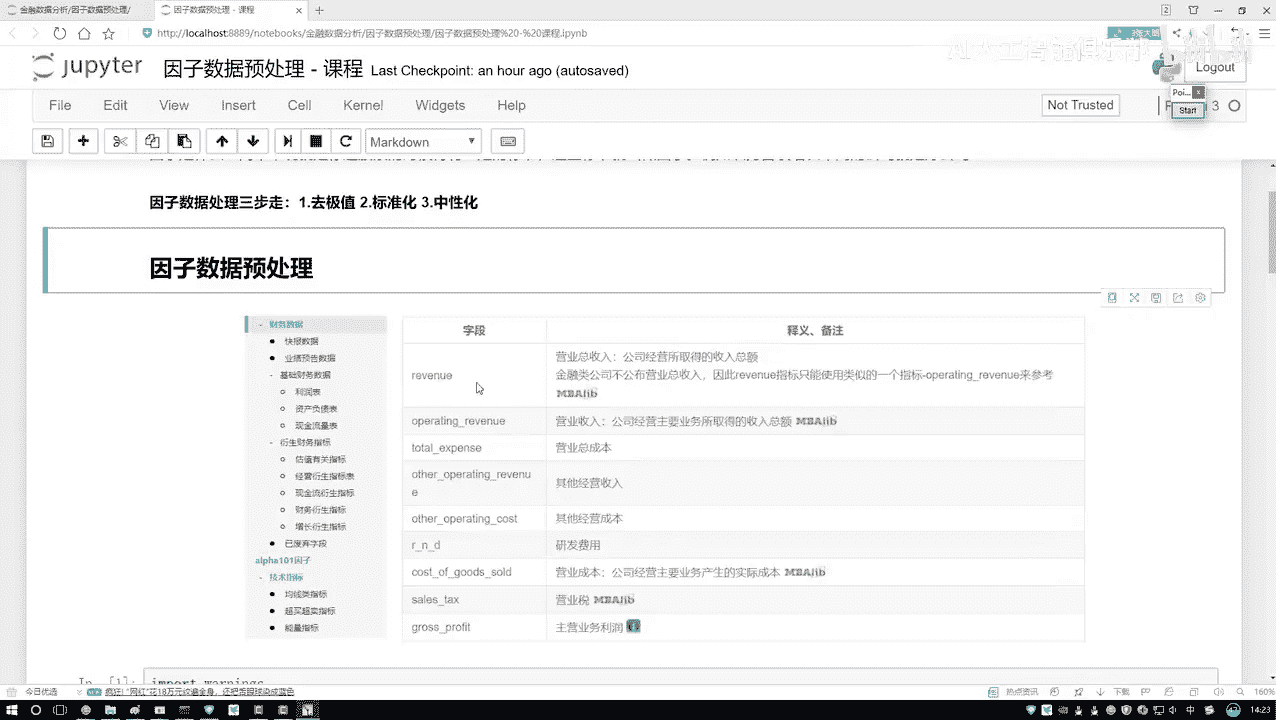 金融数据分析/因子数据预处理/
因子数据预处理 - 课程
2
http://localhost:8889/notebooks/金融数据分析/因子数据预处理/因子数据预处理%20-%20课程.ipynb
jupyter
因子数据预处理 - 课程 Last Checkpoint: an hour ago (autosaved)
Logout
Poi... x
Start
File Edit View Insert Cell Kernel Widgets Help
Not Trusted
3
Markdown
因子数据处理三步走：1.去极值 2.标准化 3.中性化
因子数据预处理
- 财务数据
快报数据
业绩预告数据
- 基础财务数据
利润表
资产负债表
现金流量表
- 衍生财务指标
估值有关指标
经营衍生指标表
现金流衍生指标
财务衍生指标
增长衍生指标
已废弃字段
alpha101因子
- 技术指标
均线类指标
超买超卖指标
能量指标
字段 释义、备注
revenue 营业总收入：公司经营所取得的收入总额
金融类公司不公布营业总收入，因此revenue指标只能使用类似的一个指标-operating_revenue来参考
MBAlib
operating_revenue 营业收入：公司经营主要业务所取得的收入总额 MBAlib
total_expense 营业总成本
other_operating_revenu
e 其他经营收入
other_operating_cost 其他经营成本
r_n_d 研发费用
cost_of_goods_sold 营业成本：公司经营主要业务产生的实际成本 MBAlib
sales_tax 营业税 MBAlib
gross_profit 主营业务利润
In [1]: import warnings
今日优选
热点资讯 下载 160%
中 14:23